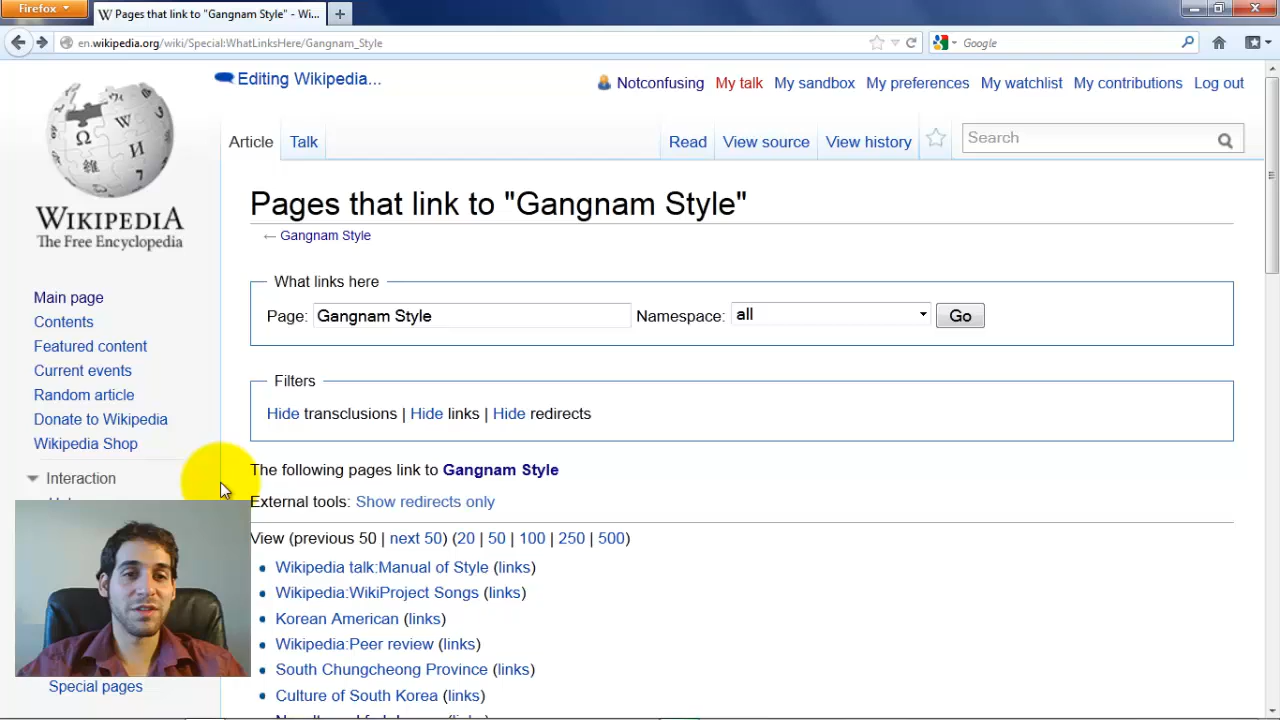 Firefox
Pages that link to "Gangnam Style" - Wi...
en.wikipedia.org/wiki/Special:WhatLinksHere/Gangnam_Style
Google
Editing Wikipedia...
Notconfusing My talk My sandbox My preferences My watchlist My contributions Log out
Article Talk Read View source View history Search
WIKIPEDIA
The Free Encyclopedia
Main page
Contents
Featured content
Current events
Random article
Donate to Wikipedia
Wikipedia Shop
Interaction
Special pages
Pages that link to "Gangnam Style"
← Gangnam Style
What links here
Page: Gangnam Style Namespace: all Go
Filters
Hide transclusions | Hide links | Hide redirects
The following pages link to Gangnam Style
External tools: Show redirects only
View (previous 50 | next 50) (20 | 50 | 100 | 250 | 500)
Wikipedia talk:Manual of Style (links)
Wikipedia:WikiProject Songs (links)
Korean American (links)
Wikipedia:Peer review (links)
South Chungcheong Province (links)
Culture of South Korea (links)